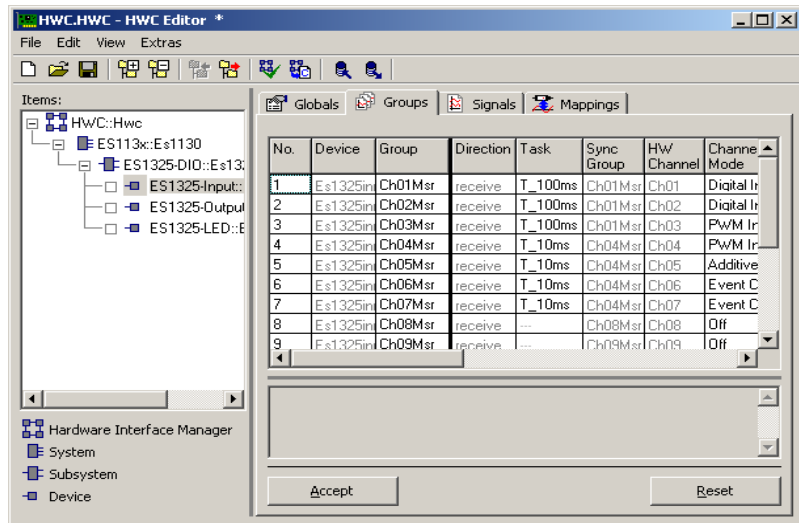 HWC.HWC - HWC Editor *
File Edit View Extras
Items:
HWC::Hwc
ES113x::Es1130
ES1325-DIO::Es13
ES1325-Input::
ES1325-Outpu
ES1325-LED::E
Globals Groups Signals Mappings
No. Device Group Direction Task Sync Group HW Channel Channe Mode
1 Es1325in Ch01Msr receive T_100ms Ch01Msr Ch01 Digital Ir
2 Es1325in Ch02Msr receive T_100ms Ch01Msr Ch02 Digital Ir
3 Es1325in Ch03Msr receive T_100ms Ch01Msr Ch03 PWM Ir
4 Es1325in Ch04Msr receive T_10ms Ch04Msr Ch04 PWM Ir
5 Es1325in Ch05Msr receive T_10ms Ch04Msr Ch05 Additive
6 Es1325in Ch06Msr receive T_10ms Ch04Msr Ch06 Event C
7 Es1325in Ch07Msr receive T_10ms Ch04Msr Ch07 Event C
8 Es1325in Ch08Msr receive --- Ch08Msr Ch08 Off
9 Es1325in Ch09Msr receive --- Ch09Msr Ch09 Off
Hardware Interface Manager
System
Subsystem
Device
Accept Reset